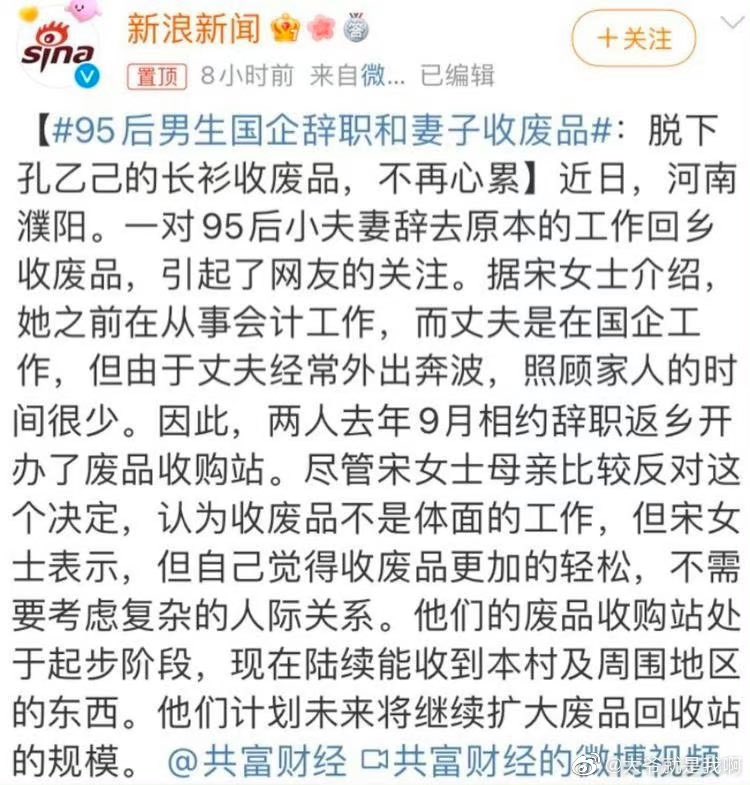 sina
新浪新闻
答
+关注
置顶 8小时前 来自微... 已编辑
【#95后男生国企辞职和妻子收废品#：脱下
孔乙己的长衫收废品，不再心累】近日，河南
濮阳。一对95后小夫妻辞去原本的工作回乡
收废品，引起了网友的关注。据宋女士介绍，
她之前在从事会计工作，而丈夫是在国企工
作，但由于丈夫经常外出奔波，照顾家人的时
间很少。因此，两人去年9月相约辞职返乡开
办了废品收购站。尽管宋女士母亲比较反对这
个决定，认为收废品不是体面的工作，但宋女
士表示，但自己觉得收废品更加的轻松，不需
要考虑复杂的人际关系。他们的废品收购站处
于起步阶段，现在陆续能收到本村及周围地区
的东西。他们计划未来将继续扩大废品回收站
的规模。@共富财经 共富财经的微博视频
@大爷就是我啊